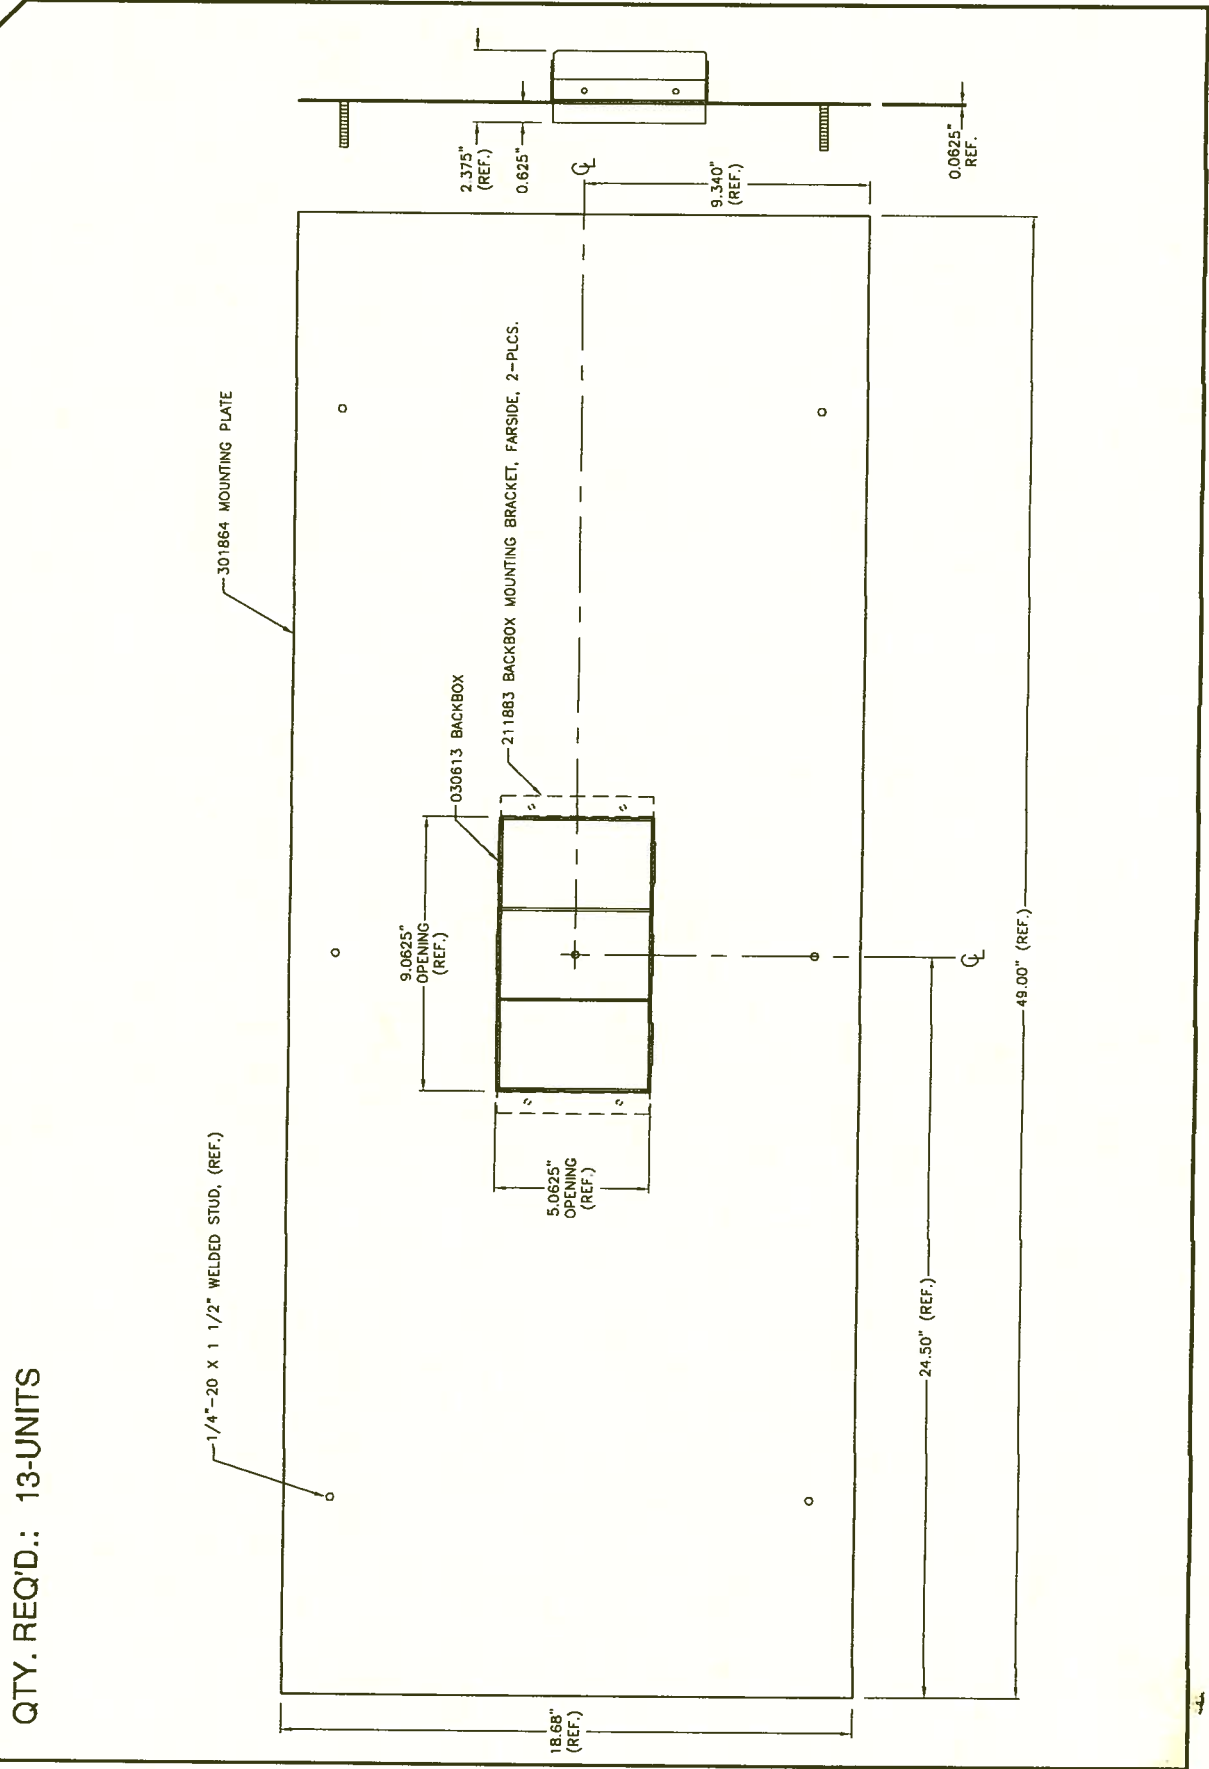 QTY. REQ'D.: 13-UNITS
1/4"-20 X 1 1/2" WELDED STUD, (REF.)
301864 MOUNTING PLATE
030613 BACKBOX
211883 BACKBOX MOUNTING BRACKET, FARSIDE, 2-PLCS.
9.0625"
OPENING
(REF.)
5.0625"
OPENING
(REF.)
18.68"
(REF.)
24.50" (REF.)
49.00" (REF.)
CL
CL
2.375"
(REF.)
0.625"
9.340"
(REF.)
0.0625"
REF.